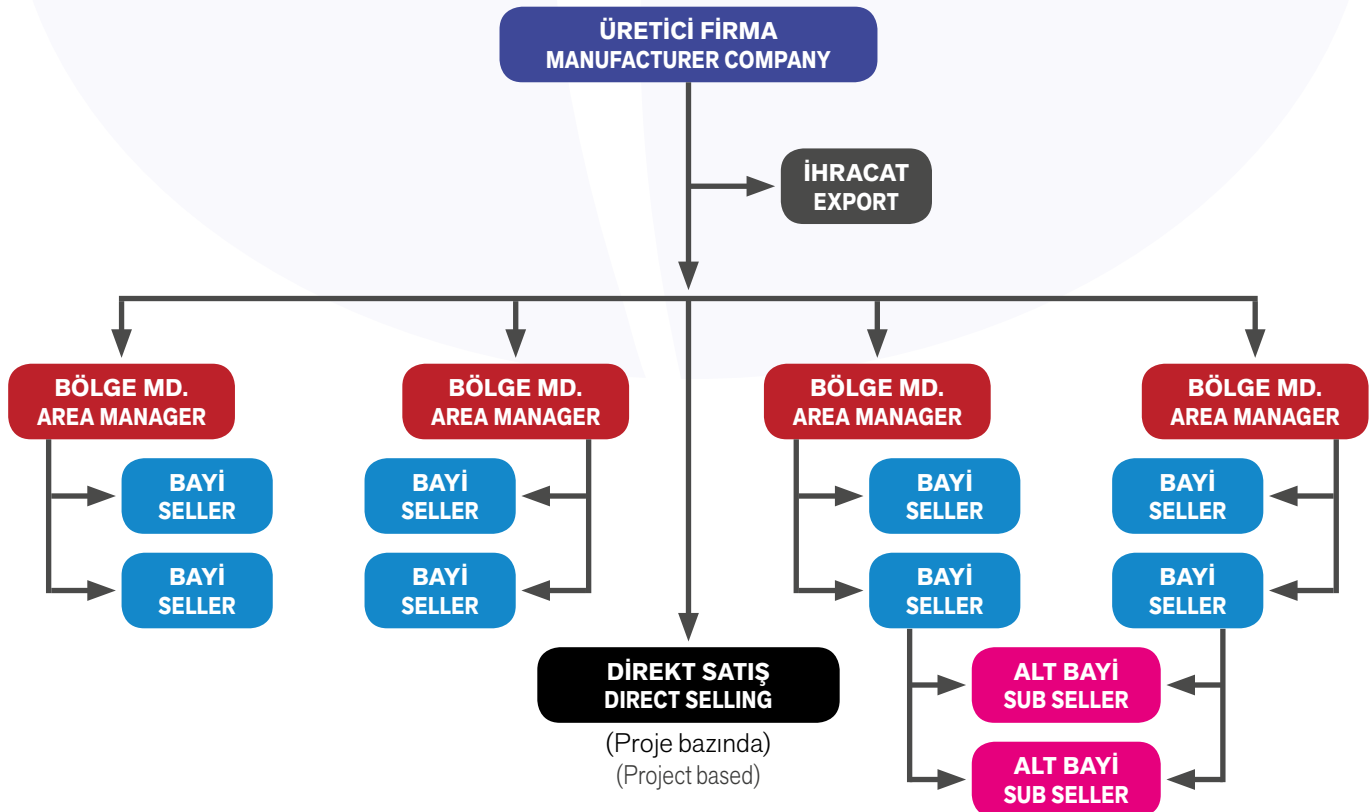 ÜRETİCİ FİRMA
MANUFACTURER COMPANY
İHRACAT
EXPORT
BÖLGE MD.
AREA MANAGER
BÖLGE MD.
AREA MANAGER
BÖLGE MD.
AREA MANAGER
BÖLGE MD.
AREA MANAGER
BAYİ
SELLER
BAYİ
SELLER
BAYİ
SELLER
BAYİ
SELLER
BAYİ
SELLER
BAYİ
SELLER
BAYİ
SELLER
BAYİ
SELLER
DİREKT SATIŞ
DIRECT SELLING
(Proje bazında)
(Project based)
ALT BAYİ
SUB SELLER
ALT BAYİ
SUB SELLER